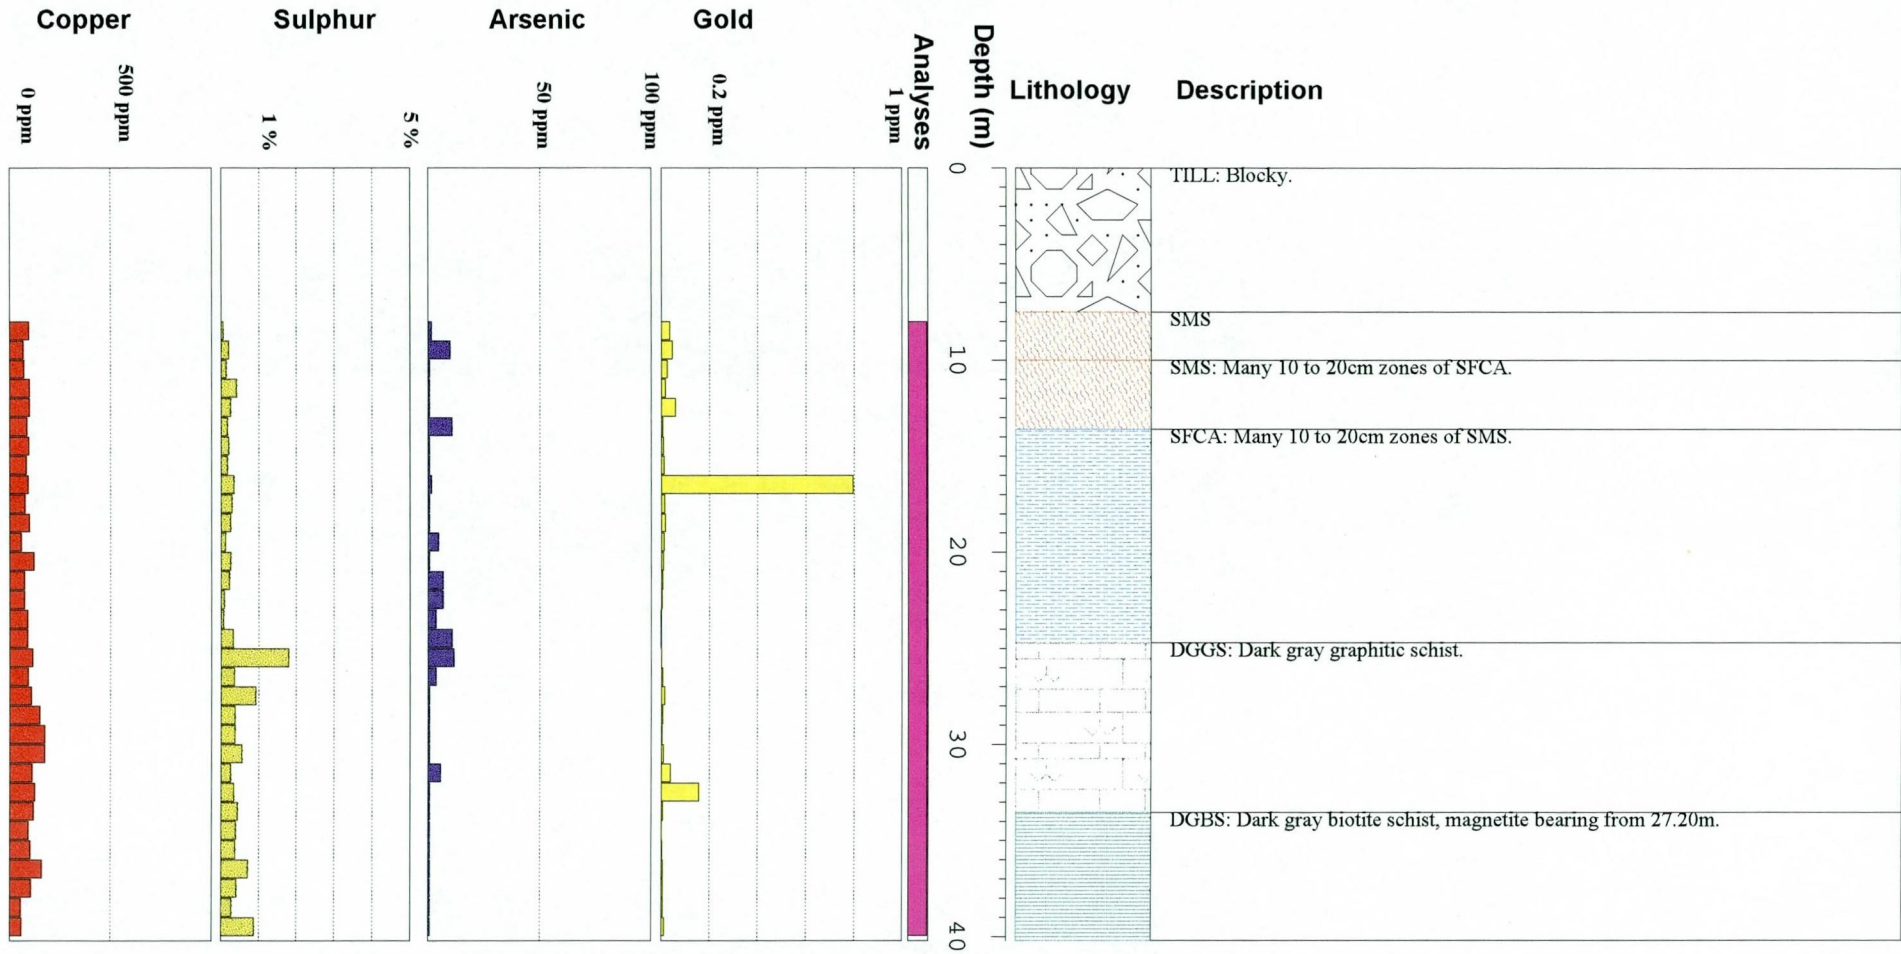 Copper
Sulphur
Arsenic
Gold
Analyses
Depth (m)
Lithology
Description
0 ppm
500 ppm
1 %
5 %
50 ppm
100 ppm
0.2 ppm
1 ppm
0
TILL: Blocky.
SMS
10
SMS: Many 10 to 20cm zones of SFCA.
SFCA: Many 10 to 20cm zones of SMS.
20
DGGS: Dark gray graphitic schist.
30
DGBS: Dark gray biotite schist, magnetite bearing from 27.20m.
40